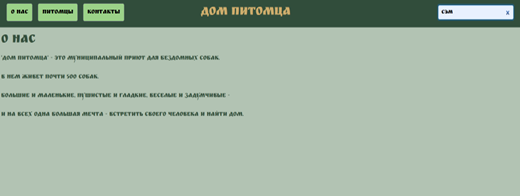 О НАС
ПИТОМЦЫ
КОНТАКТЫ
ДОМ ПИТОМЦА
СЪМ
X
О НАС
"ДОМ ПИТОМЦА" - ЭТО МУНИЦИПАЛЬНЫЙ ПРИЮТ ДЛЯ БЕЗДОМНЫХ СОБАК.
В НЕМ ЖИВЕТ ПОЧТИ 500 СОБАК.
БОЛЬШИЕ И МАЛЕНЬКИЕ, ПУШИСТЫЕ И ГЛАДКИЕ, ВЕСЕЛЫЕ И ЗАДУМЧИВЫЕ -
И НА ВСЕХ ОДНА БОЛЬШАЯ МЕЧТА - ВСТРЕТИТЬ СВОЕГО ЧЕЛОВЕКА И НАЙТИ ДОМ.